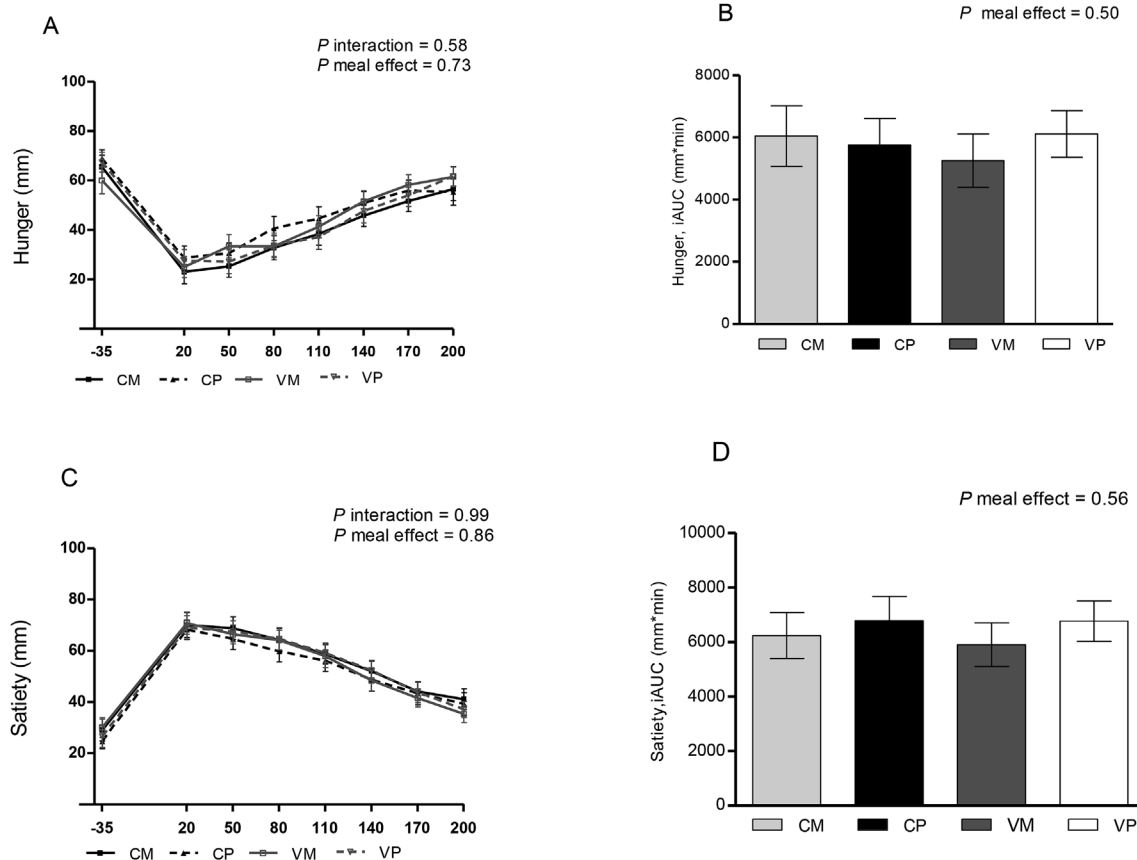 A
P interaction = 0.58
P meal effect = 0.73
Hunger (mm)
100
80
60
40
20
-35 20 50 80 110 140 170 200
CM CP VM VP
B
P meal effect = 0.50
Hunger, iAUC (mm*min)
8000
6000
4000
2000
0
CM CP VM VP
C
P interaction = 0.99
P meal effect = 0.86
Satiety (mm)
100
80
60
40
20
-35 20 50 80 110 140 170 200
CM CP VM VP
D
P meal effect = 0.56
Satiety,iAUC (mm*min)
10000
8000
6000
4000
2000
0
CM CP VM VP